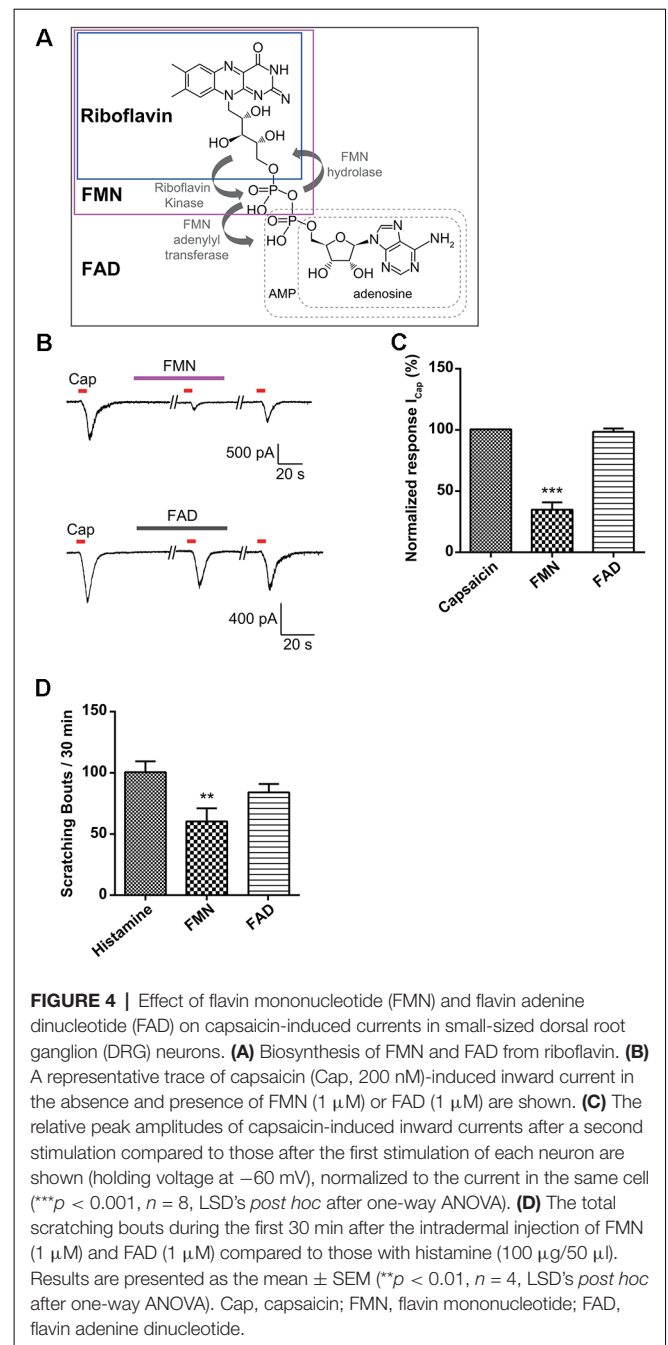 A
Riboflavin
FMN
FAD
O
N
NH
N
N
N
OH
HO
OH
O
Riboflavin
Kinase
FMN
hydrolase
O=P
O
HO
FMN
adenylyl
transferase
O=P
O
HO
O
N
N
N
N
NH₂
HO
OH
AMP
adenosine
B
Cap
FMN
500 pA
20 s
Cap
FAD
400 pA
20 s
C
Normalized response I_Cap (%)
150
100
50
0
***
Capsaicin
FMN
FAD
D
Scratching Bouts / 30 min
150
100
50
0
**
Histamine
FMN
FAD
FIGURE 4 | Effect of flavin mononucleotide (FMN) and flavin adenine
dinucleotide (FAD) on capsaicin-induced currents in small-sized dorsal root
ganglion (DRG) neurons. (A) Biosynthesis of FMN and FAD from riboflavin. (B)
A representative trace of capsaicin (Cap, 200 nM)-induced inward current in
the absence and presence of FMN (1 μM) or FAD (1 μM) are shown. (C) The
relative peak amplitudes of capsaicin-induced inward currents after a second
stimulation compared to those after the first stimulation of each neuron are
shown (holding voltage at −60 mV), normalized to the current in the same cell
(***p < 0.001, n = 8, LSD's post hoc after one-way ANOVA). (D) The total
scratching bouts during the first 30 min after the intradermal injection of FMN
(1 μM) and FAD (1 μM) compared to those with histamine (100 μg/50 μl).
Results are presented as the mean ± SEM (**p < 0.01, n = 4, LSD's post hoc
after one-way ANOVA). Cap, capsaicin; FMN, flavin mononucleotide; FAD,
flavin adenine dinucleotide.